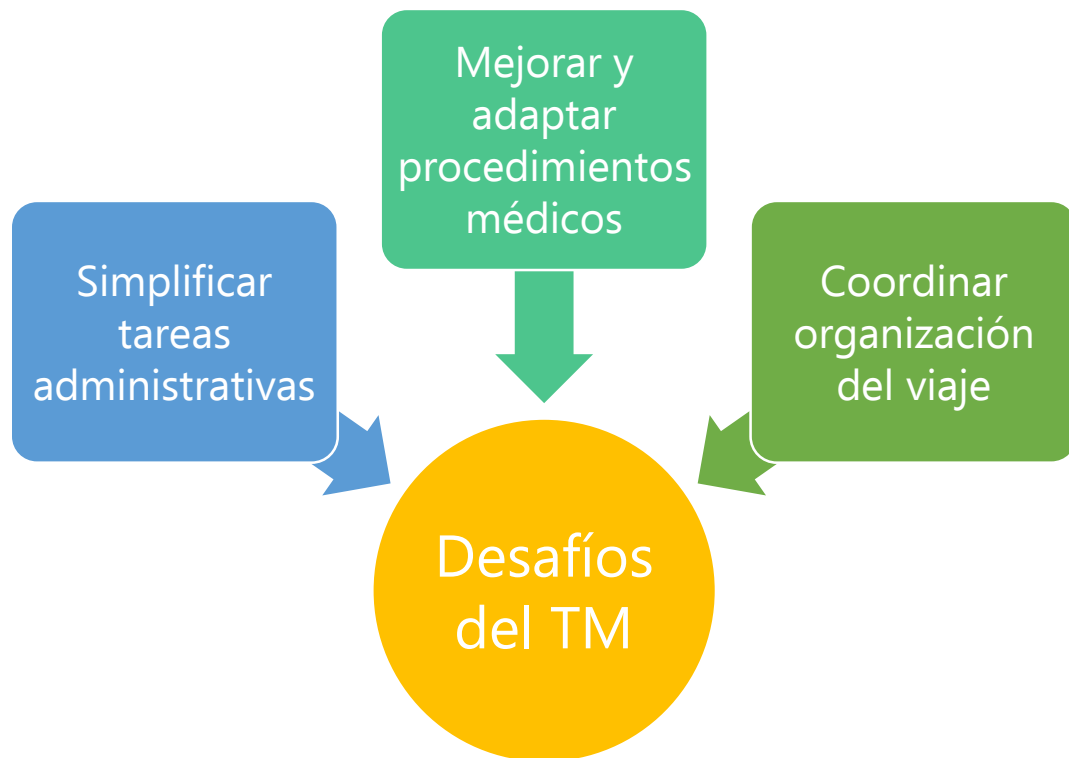 Mejorar y
adaptar
procedimientos
médicos
Simplificar
tareas
administrativas
Coordinar
organización
del viaje
Desafíos
del TM